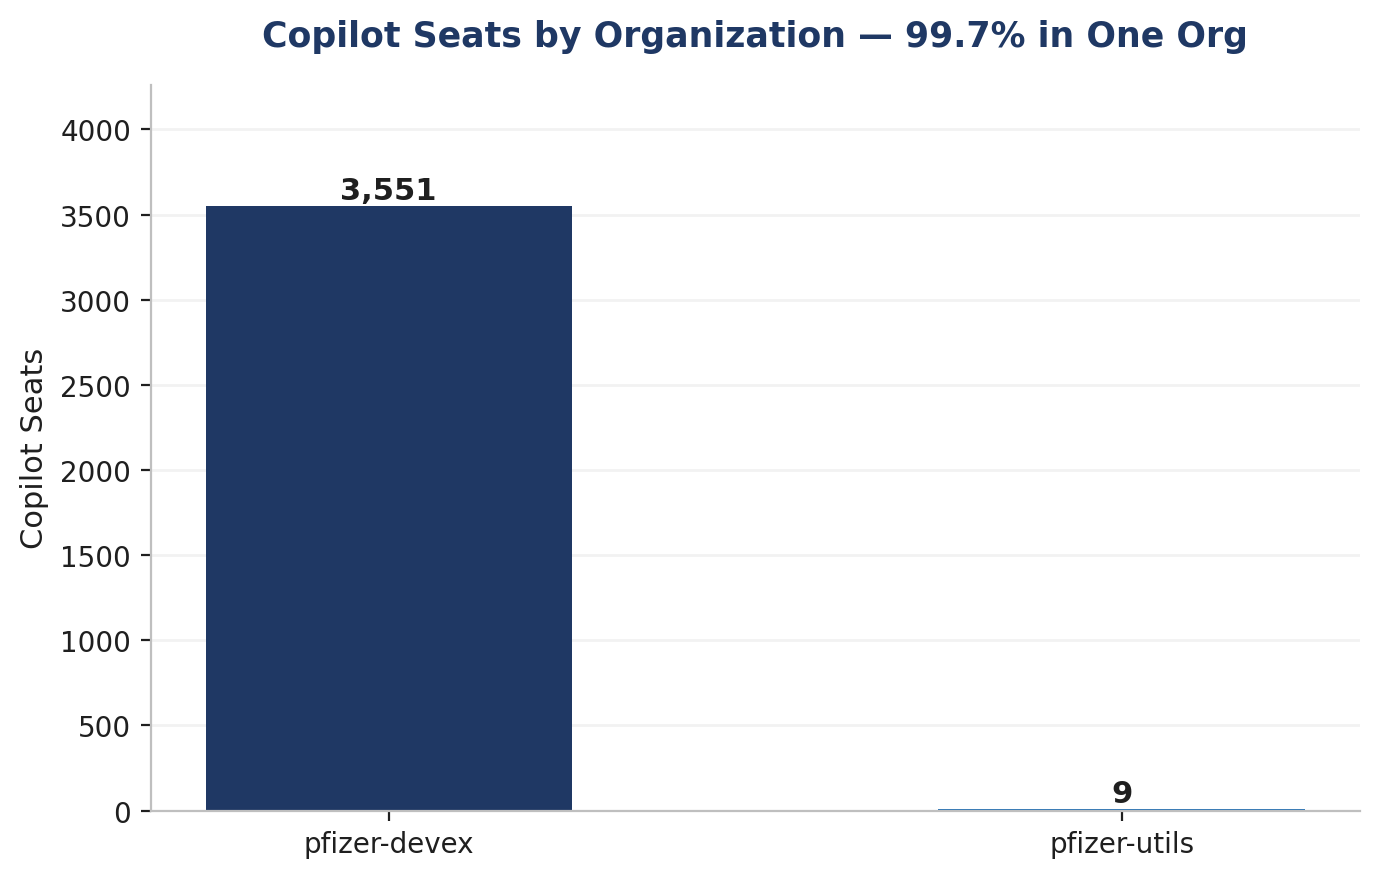 Copilot Seats by Organization — 99.7% in One Org
Copilot Seats
4000
3500
3000
2500
2000
1500
1000
500
0
3,551
9
pfizer-devex
pfizer-utils